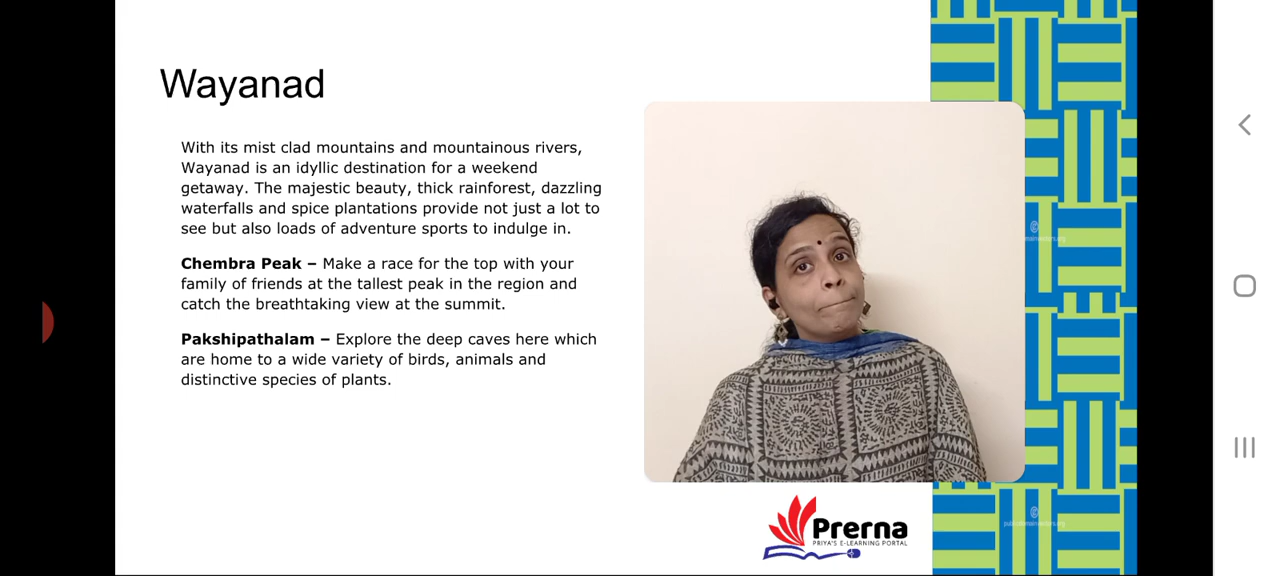 Wayanad
With its mist clad mountains and mountainous rivers,
Wayanad is an idyllic destination for a weekend
getaway. The majestic beauty, thick rainforest, dazzling
waterfalls and spice plantations provide not just a lot to
see but also loads of adventure sports to indulge in.
Chembra Peak – Make a race for the top with your
family of friends at the tallest peak in the region and
catch the breathtaking view at the summit.
Pakshipathalam – Explore the deep caves here which
are home to a wide variety of birds, animals and
distinctive species of plants.
Prerna
PRIYA'S E-LEARNING PORTAL